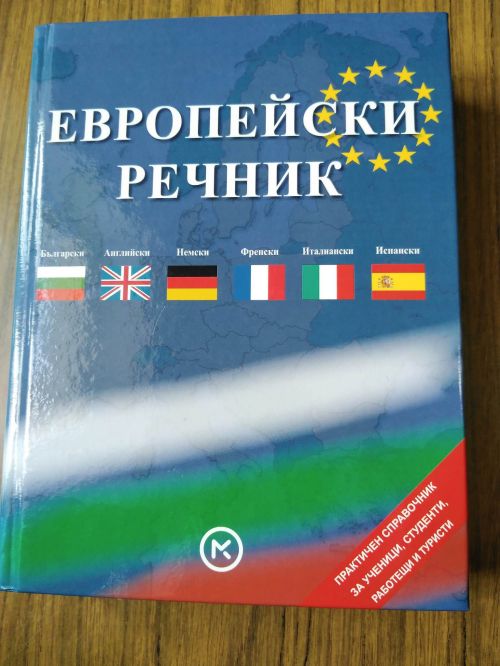 ЕВРОПЕЙСКИ
РЕЧНИК
Български Английски Немски Френски Италиански Испански
ПРАКТИЧЕН СПРАВОЧНИК
ЗА УЧЕНИЦИ, СТУДЕНТИ,
РАБОТЕЩИ И ТУРИСТИ